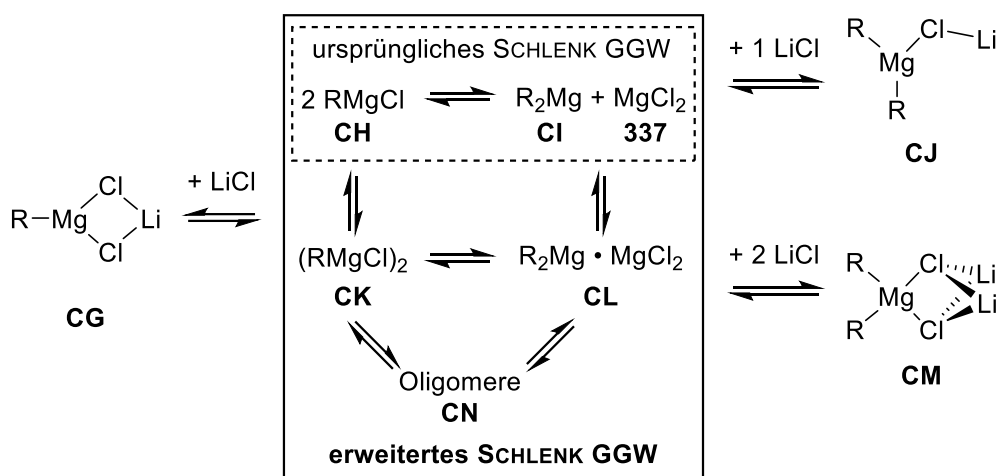 ursprüngliches SCHLENK GGW
2 RMgCl
R₂Mg + MgCl₂
CH
CI
337
+ 1 LiCl
R
Cl
Li
Mg
R
CJ
+ LiCl
R
Mg
Cl
Cl
Li
CG
(RMgCl)₂
R₂Mg • MgCl₂
CK
CL
Oligomere
CN
erweitertes SCHLENK GGW
+ 2 LiCl
R
Cl
Li
Mg
Li
R
Cl
CM